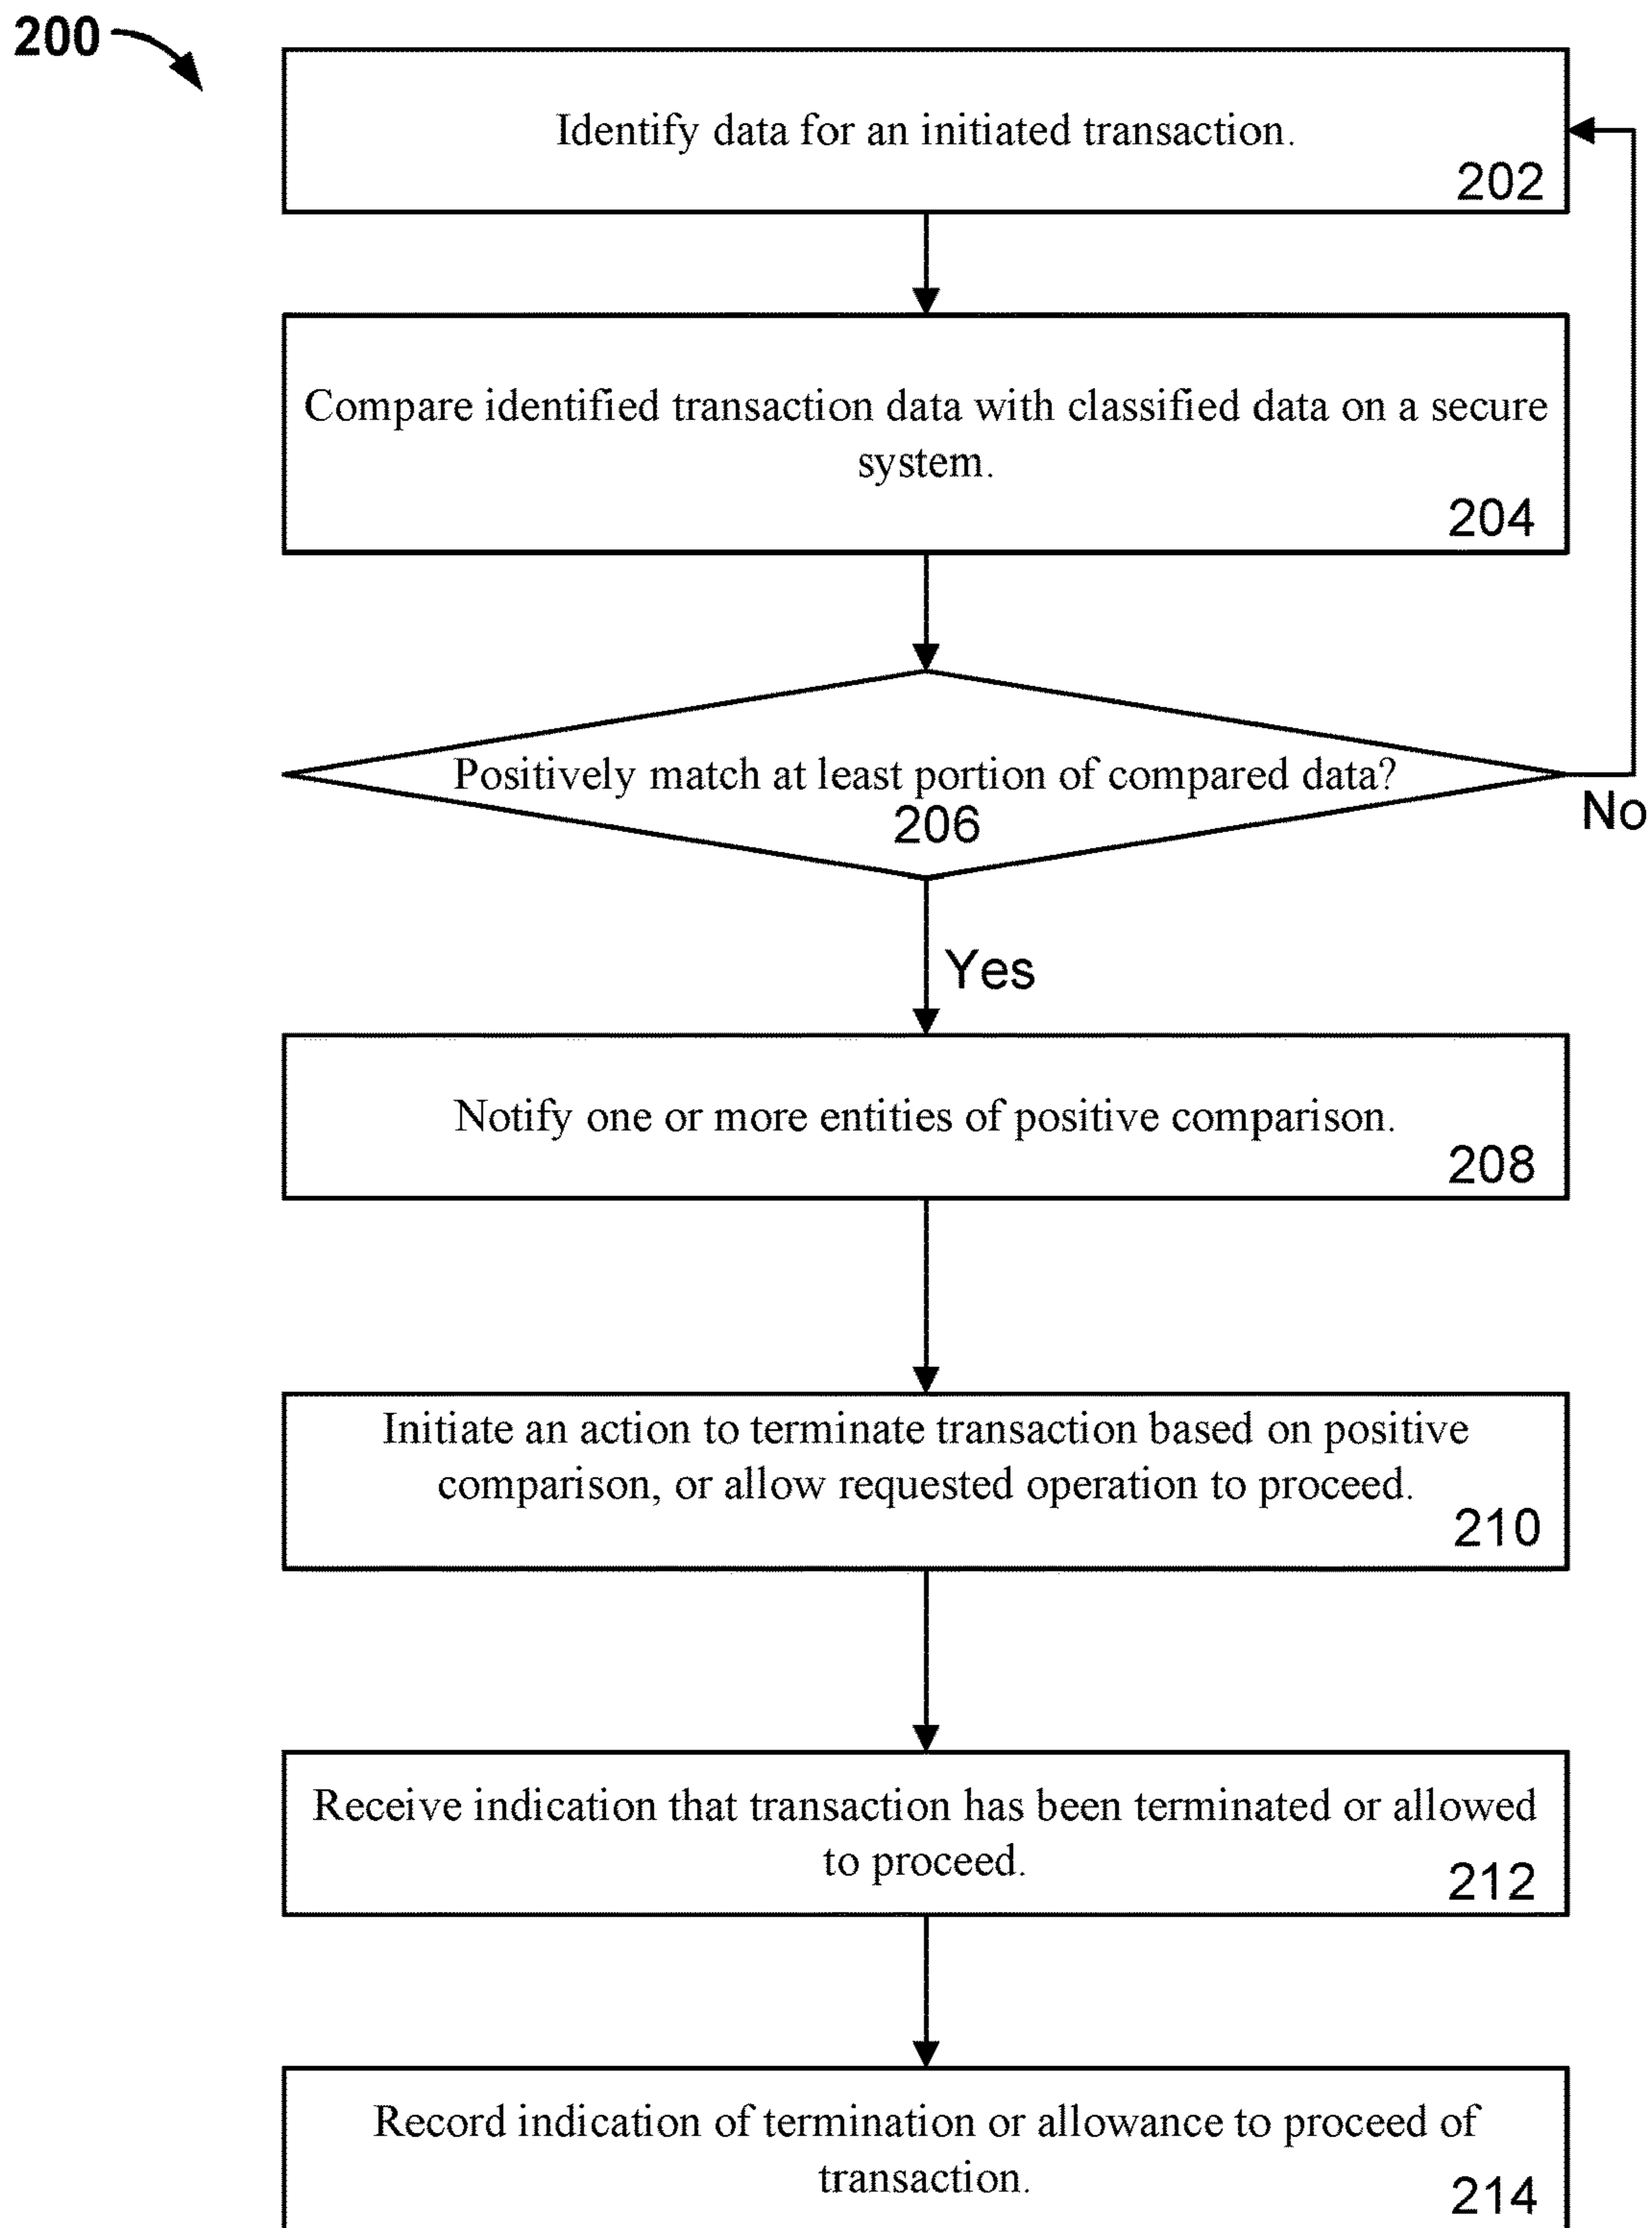 200
Identify data for an initiated transaction.
202
Compare identified transaction data with classified data on a secure
system.
204
Positively match at least portion of compared data?
206
No
Yes
Notify one or more entities of positive comparison.
208
Initiate an action to terminate transaction based on positive
comparison, or allow requested operation to proceed.
210
Receive indication that transaction has been terminated or allowed
to proceed.
212
Record indication of termination or allowance to proceed of
transaction.
214